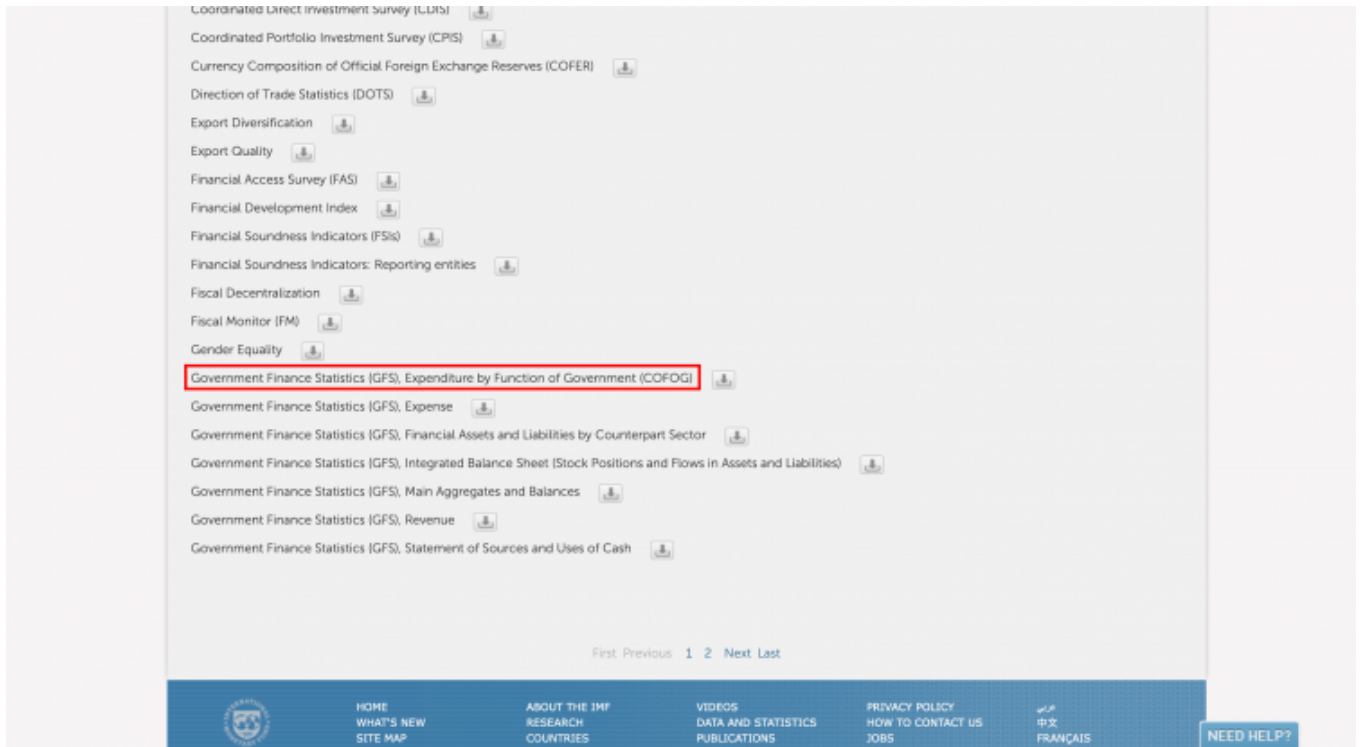 Coordinated Direct Investment Survey (CDIS)
Coordinated Portfolio Investment Survey (CPIS)
Currency Composition of Official Foreign Exchange Reserves (COFER)
Direction of Trade Statistics (DOTS)
Export Diversification
Export Quality
Financial Access Survey (FAS)
Financial Development Index
Financial Soundness Indicators (FSIs)
Financial Soundness Indicators: Reporting entities
Fiscal Decentralization
Fiscal Monitor (FM)
Gender Equality
Government Finance Statistics (GFS), Expenditure by Function of Government (COFOG)
Government Finance Statistics (GFS), Expense
Government Finance Statistics (GFS), Financial Assets and Liabilities by Counterpart Sector
Government Finance Statistics (GFS), Integrated Balance Sheet (Stock Positions and Flows in Assets and Liabilities)
Government Finance Statistics (GFS), Main Aggregates and Balances
Government Finance Statistics (GFS), Revenue
Government Finance Statistics (GFS), Statement of Sources and Uses of Cash
First Previous 1 2 Next Last
HOME ABOUT THE IMF VIDEOS PRIVACY POLICY عربي
WHAT'S NEW RESEARCH DATA AND STATISTICS HOW TO CONTACT US 中文
SITE MAP COUNTRIES PUBLICATIONS JOBS FRANÇAIS
NEED HELP?